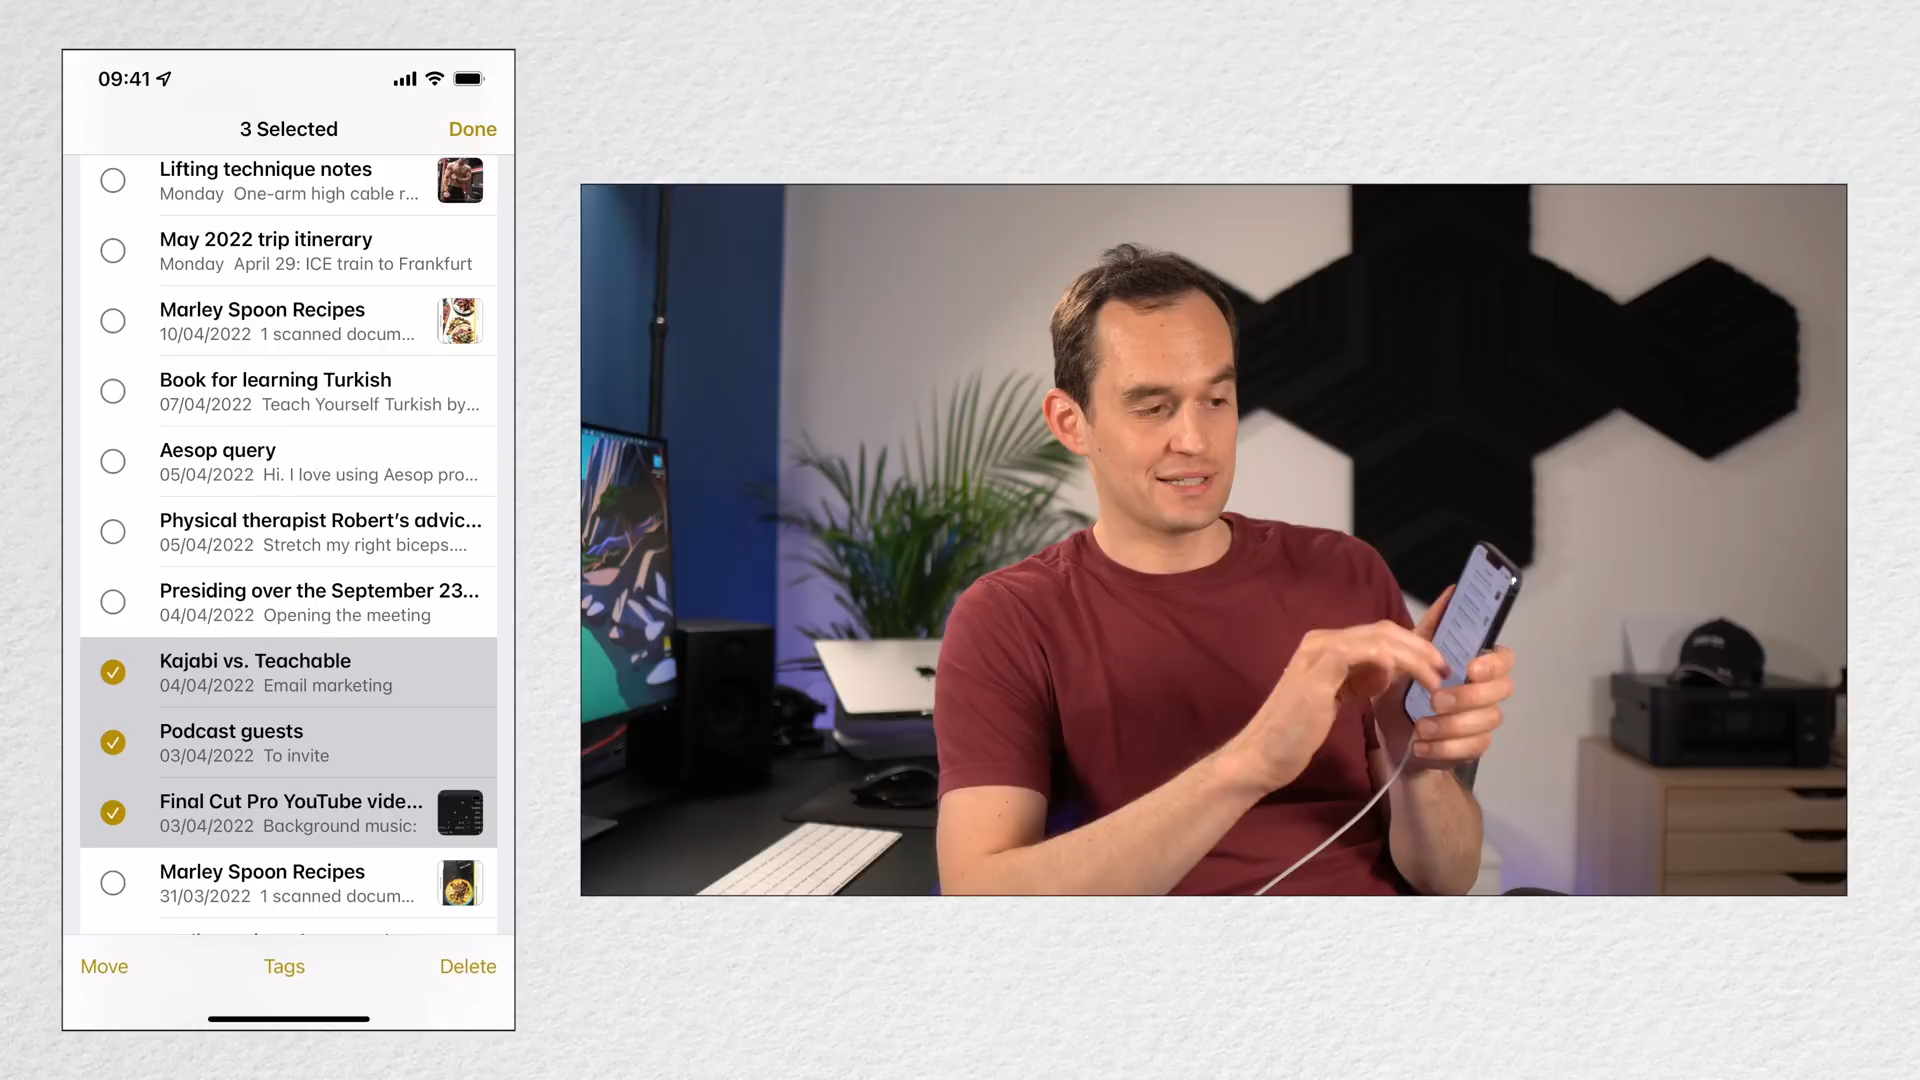 09:41
3 Selected
Done
Lifting technique notes
Monday One-arm high cable r...
May 2022 trip itinerary
Monday April 29: ICE train to Frankfurt
Marley Spoon Recipes
10/04/2022 1 scanned docum...
Book for learning Turkish
07/04/2022 Teach Yourself Turkish by...
Aesop query
05/04/2022 Hi. I love using Aesop pro...
Physical therapist Robert’s advic...
05/04/2022 Stretch my right biceps....
Presiding over the September 23...
04/04/2022 Opening the meeting
Kajabi vs. Teachable
04/04/2022 Email marketing
Podcast guests
03/04/2022 To invite
Final Cut Pro YouTube vide...
03/04/2022 Background music:
Marley Spoon Recipes
31/03/2022 1 scanned docum...
Move
Tags
Delete